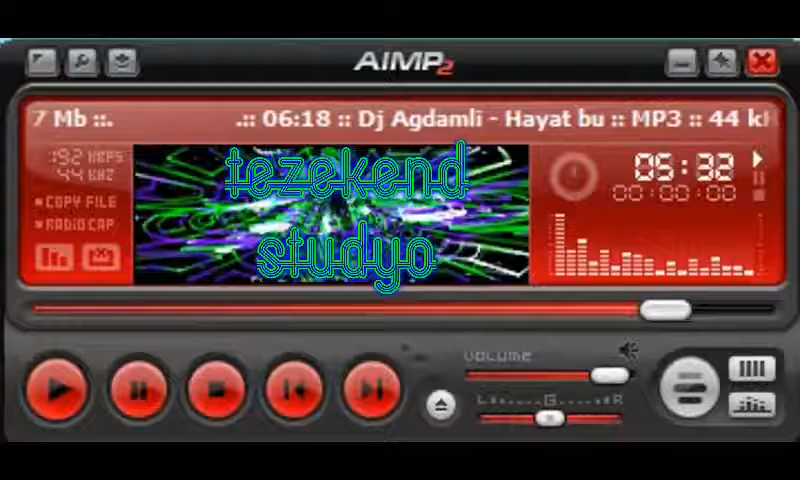 AIMP2
7 Mb ::. .:: 06:18 :: Dj Agdamli - Hayat bu :: MP3 :: 44 kH
192 KBPS
44 KHZ
COPY FILE
RADIO CAP
tezekend
studyo
05:32
00:00:00
VOLUME
L C R